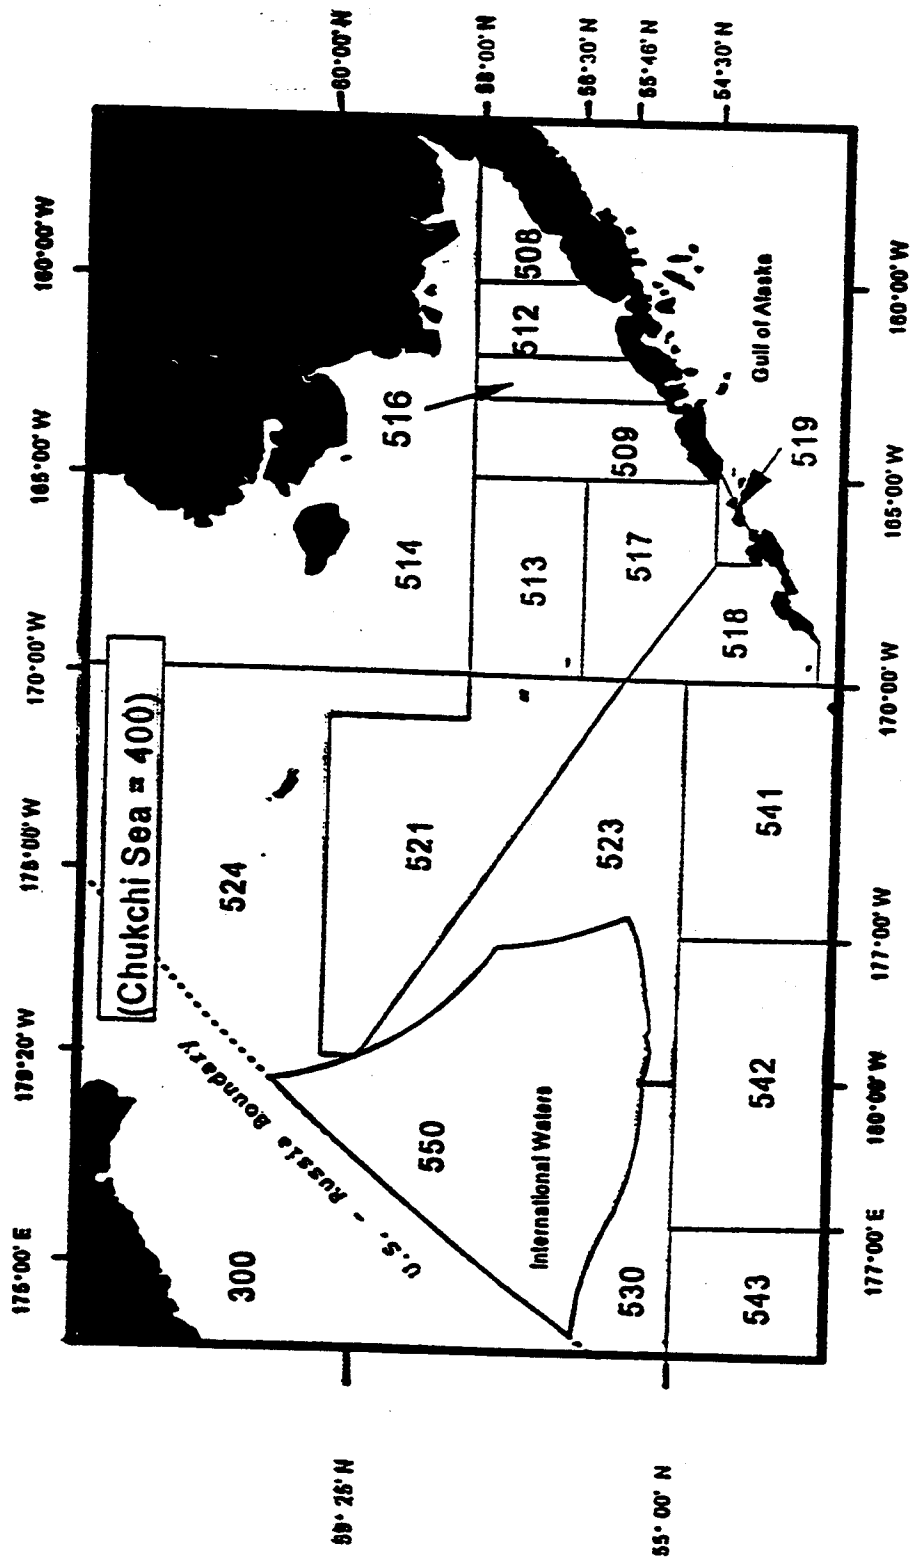 175°00' E
179°20' W
175°00' W
170°00' W
165°00' W
160°00' W
(Chukchi Sea = 400)
U.S. - Russia Boundary
300
524
59°25' N
60°00' N
516
514
521
550
58°00' N
508
512
513
International Waters
56°30' N
509
517
523
530
55°46' N
55°00' N
518
54°30' N
Gulf of Alaska
519
541
542
543
177°00' E
180°00' W
177°00' W
170°00' W
165°00' W
160°00' W